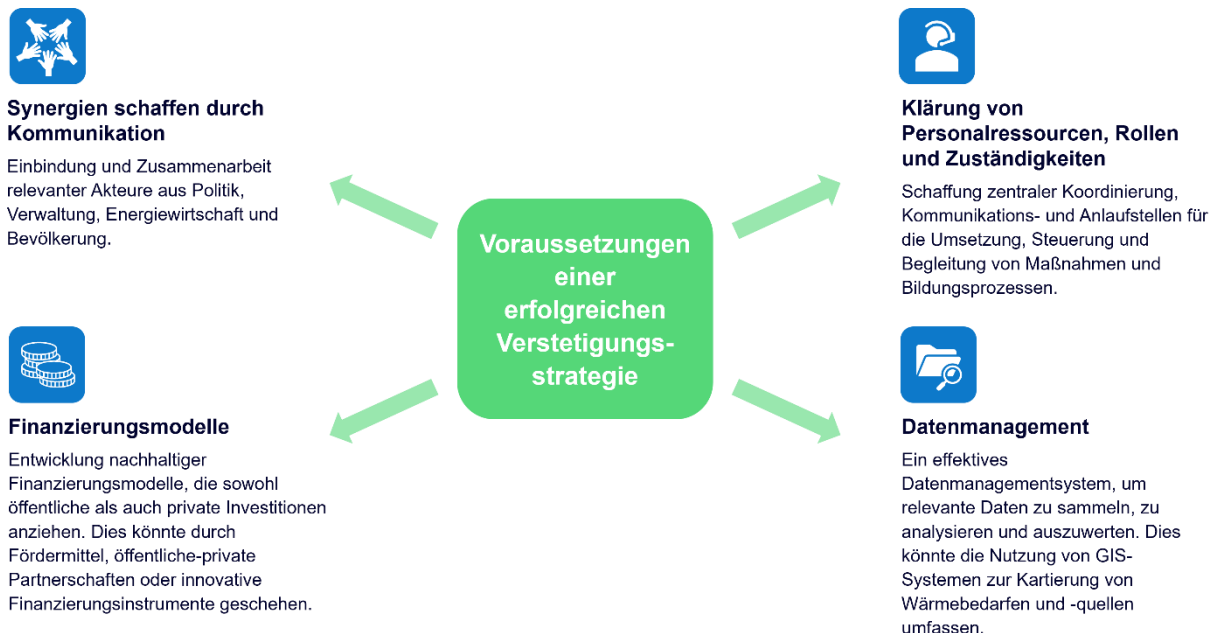 Synergien schaffen durch
Kommunikation
Einbindung und Zusammenarbeit
relevanter Akteure aus Politik,
Verwaltung, Energiewirtschaft und
Bevölkerung.
Klärung von
Personalressourcen, Rollen
und Zuständigkeiten
Schaffung zentraler Koordinierung,
Kommunikations- und Anlaufstellen für
die Umsetzung, Steuerung und
Begleitung von Maßnahmen und
Bildungsprozessen.
Voraussetzungen
einer
erfolgreichen
Verstetigungs-
strategie
Finanzierungsmodelle
Entwicklung nachhaltiger
Finanzierungsmodelle, die sowohl
öffentliche als auch private Investitionen
anziehen. Dies könnte durch
Fördermittel, öffentliche-private
Partnerschaften oder innovative
Finanzierungsinstrumente geschehen.
Datenmanagement
Ein effektives
Datenmanagementsystem, um
relevante Daten zu sammeln, zu
analysieren und auszuwerten. Dies
könnte die Nutzung von GIS-
Systemen zur Kartierung von
Wärmebedarfen und -quellen
umfassen.